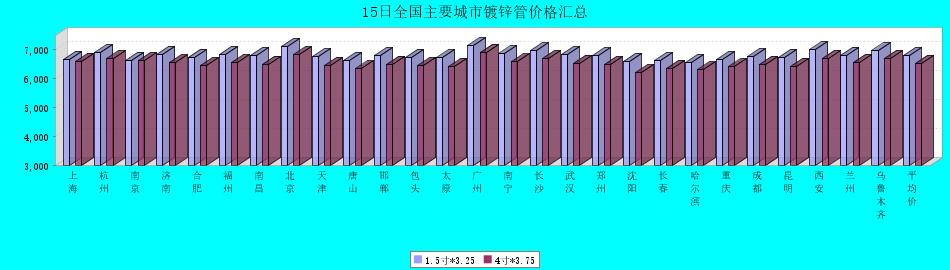 15日全国主要城市镀锌管价格汇总
7,000
6,000
5,000
4,000
3,000
上海
杭州
南京
济南
合肥
福州
南昌
北京
天津
唐山
邯郸
包头
太原
广州
南宁
长沙
武汉
郑州
沈阳
长春
哈尔滨
重庆
成都
昆明
西安
兰州
乌鲁木齐
平均价
1.5寸*3.25
4寸*3.75